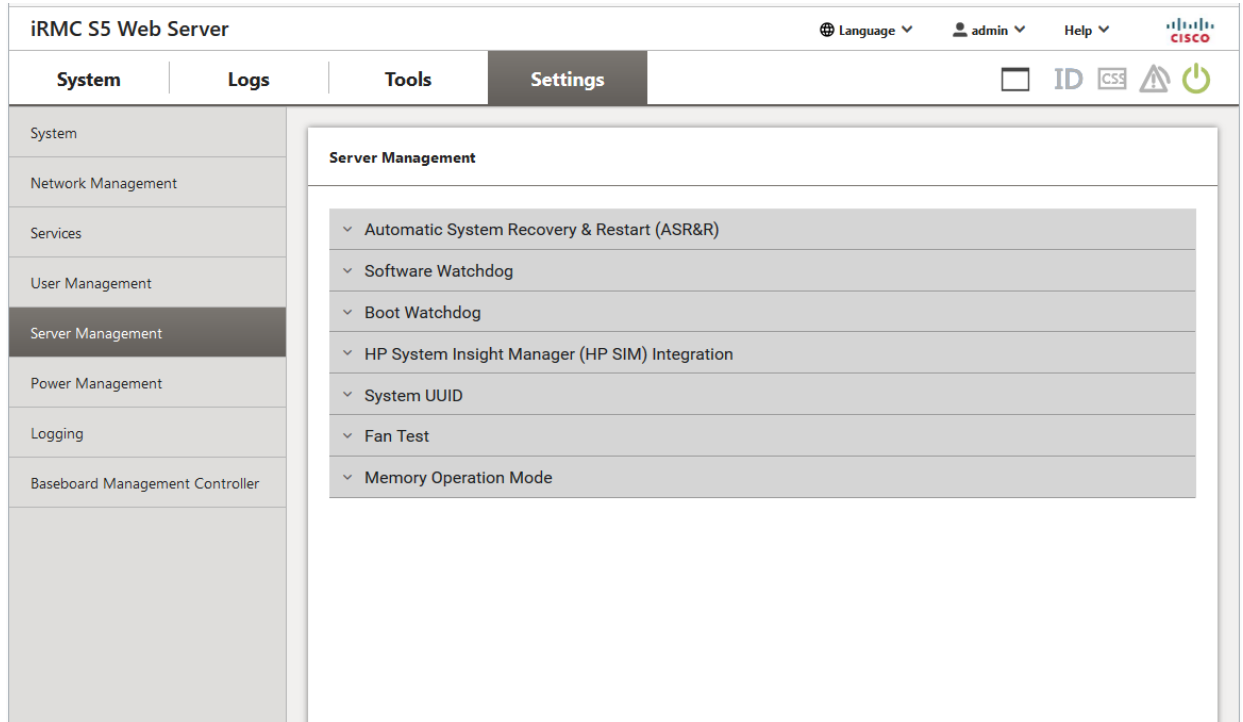 iRMC S5 Web Server
Language
admin
Help
CISCO
System
Logs
Tools
Settings
ID
CSS
System
Network Management
Services
User Management
Server Management
Power Management
Logging
Baseboard Management Controller
Server Management
Automatic System Recovery & Restart (ASR&R)
Software Watchdog
Boot Watchdog
HP System Insight Manager (HP SIM) Integration
System UUID
Fan Test
Memory Operation Mode